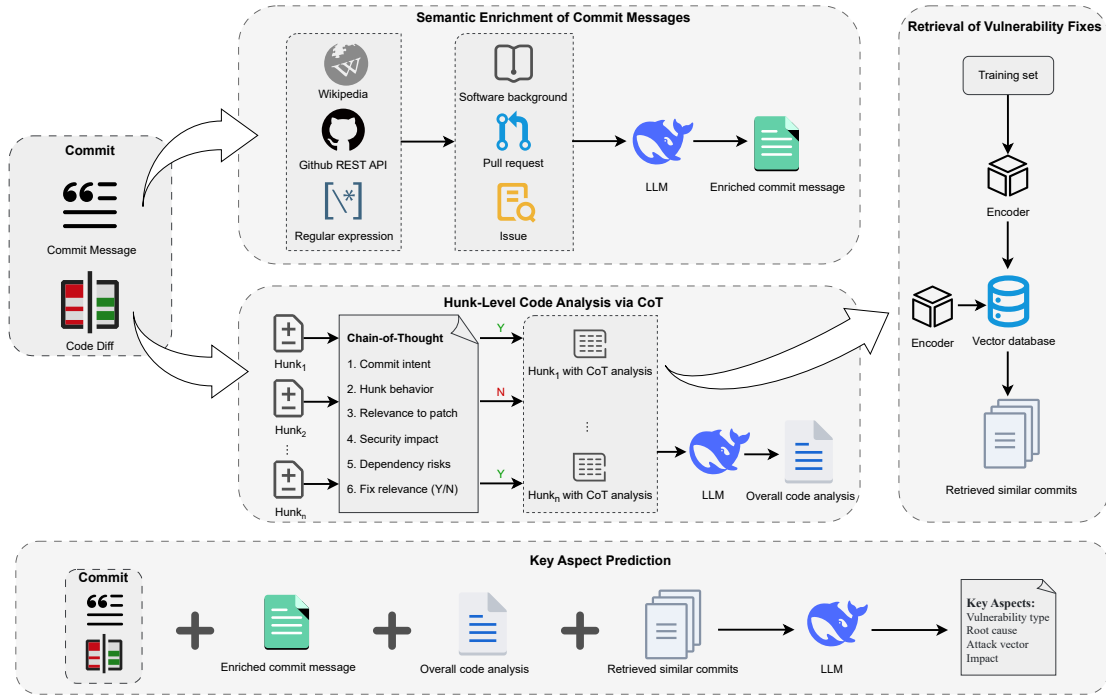 Semantic Enrichment of Commit Messages
Wikipedia
Github REST API
[\*]
Regular expression
Software background
Pull request
Issue
LLM
Enriched commit message
Commit
Commit Message
Code Diff
Hunk-Level Code Analysis via CoT
Hunk1
Hunk2
⋮
Hunkn
Chain-of-Thought
1. Commit intent
2. Hunk behavior
3. Relevance to patch
4. Security impact
5. Dependency risks
6. Fix relevance (Y/N)
Y
N
Y
Hunk1 with CoT analysis
⋮
Hunkn with CoT analysis
LLM
Overall code analysis
Retrieval of Vulnerability Fixes
Training set
Encoder
Encoder
Vector database
Retrieved similar commits
Key Aspect Prediction
Commit
Enriched commit message
Overall code analysis
Retrieved similar commits
LLM
Key Aspects:
Vulnerability type
Root cause
Attack vector
Impact